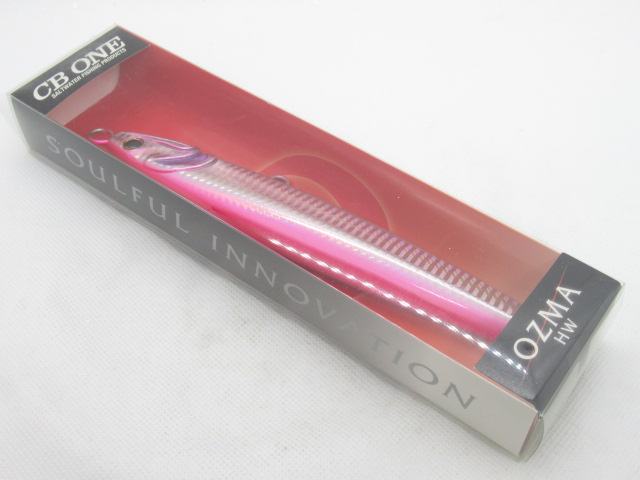 CB ONE
SALTWATER FISHING PRODUCTS
SOULFUL INNOVATION
OZMA
HW